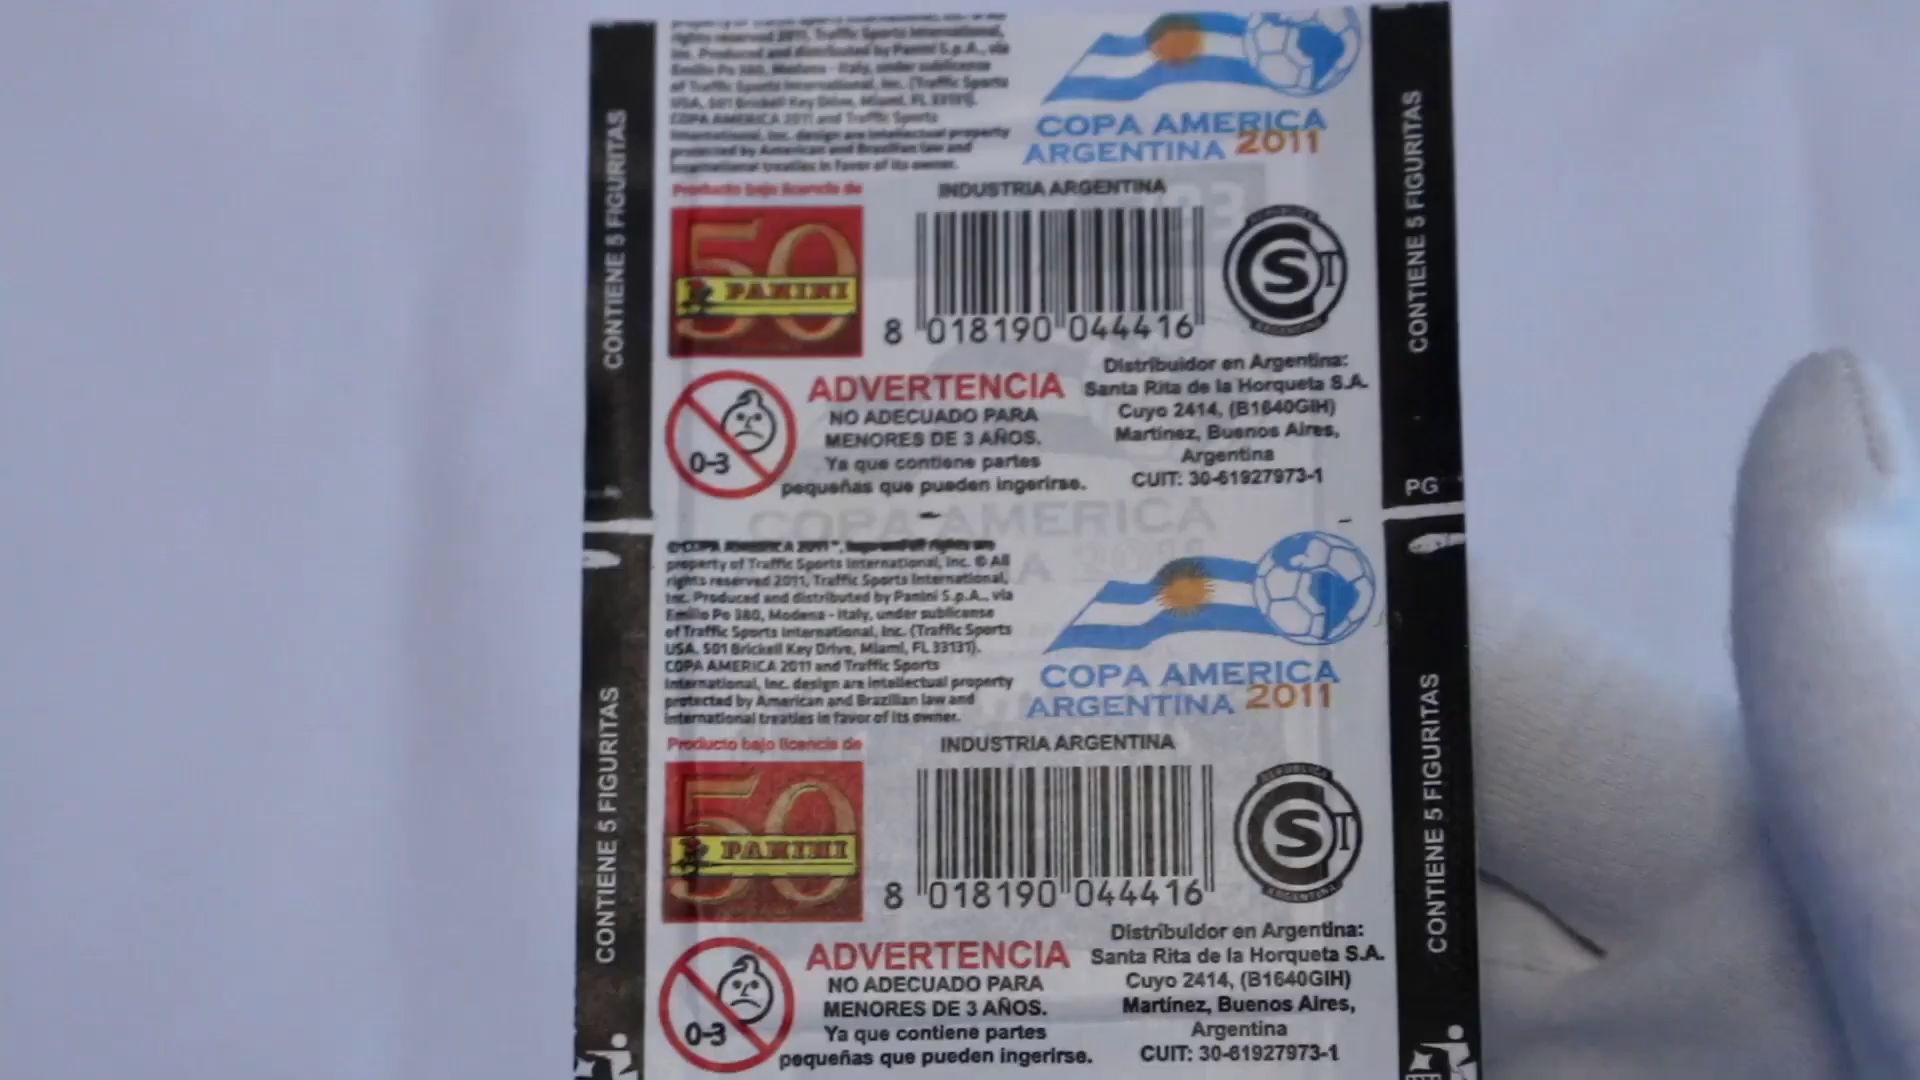 rights reserved 2011, Traffic Sports International,
Inc. Produced and distributed by Panini S.p.A., via
Emilio Po 380, Modena - Italy, under sublicense
of Traffic Sports International, Inc. (Traffic Sports
USA, 501 Brickell Key Drive, Miami, FL 33131).
COPA AMERICA 2011 and Traffic Sports
International, Inc. design are intellectual property
protected by American and Brazilian law and
international treaties in favor of its owner.
COPA AMERICA
ARGENTINA 2011
Producto bajo licencia de
50
PANINI
INDUSTRIA ARGENTINA
8 018190 044416
S
T
ARGENTINA
ADVERTENCIA
NO ADECUADO PARA
MENORES DE 3 AÑOS.
Ya que contiene partes
pequeñas que pueden ingerirse.
0-3
Distribuidor en Argentina:
Santa Rita de la Horqueta S.A.
Cuyo 2414, (B1640GIH)
Martínez, Buenos Aires,
Argentina
CUIT: 30-61927973-1
CONTIENE 5 FIGURITAS
CONTIENE 5 FIGURITAS
PG
COPA AMERICA
©COPA AMERICA 2011™, logo and all rights are
property of Traffic Sports International, Inc. © All
rights reserved 2011, Traffic Sports International,
Inc. Produced and distributed by Panini S.p.A., via
Emilio Po 380, Modena - Italy, under sublicense
of Traffic Sports International, Inc. (Traffic Sports
USA, 501 Brickell Key Drive, Miami, FL 33131).
COPA AMERICA 2011 and Traffic Sports
International, Inc. design are intellectual property
protected by American and Brazilian law and
international treaties in favor of its owner.
COPA AMERICA
ARGENTINA 2011
Producto bajo licencia de
50
PANINI
INDUSTRIA ARGENTINA
8 018190 044416
REPUBLICA
S
T
ARGENTINA
ADVERTENCIA
NO ADECUADO PARA
MENORES DE 3 AÑOS.
Ya que contiene partes
pequeñas que pueden ingerirse.
0-3
Distribuidor en Argentina:
Santa Rita de la Horqueta S.A.
Cuyo 2414, (B1640GIH)
Martínez, Buenos Aires,
Argentina
CUIT: 30-61927973-1
CONTIENE 5 FIGURITAS
CONTIENE 5 FIGURITAS